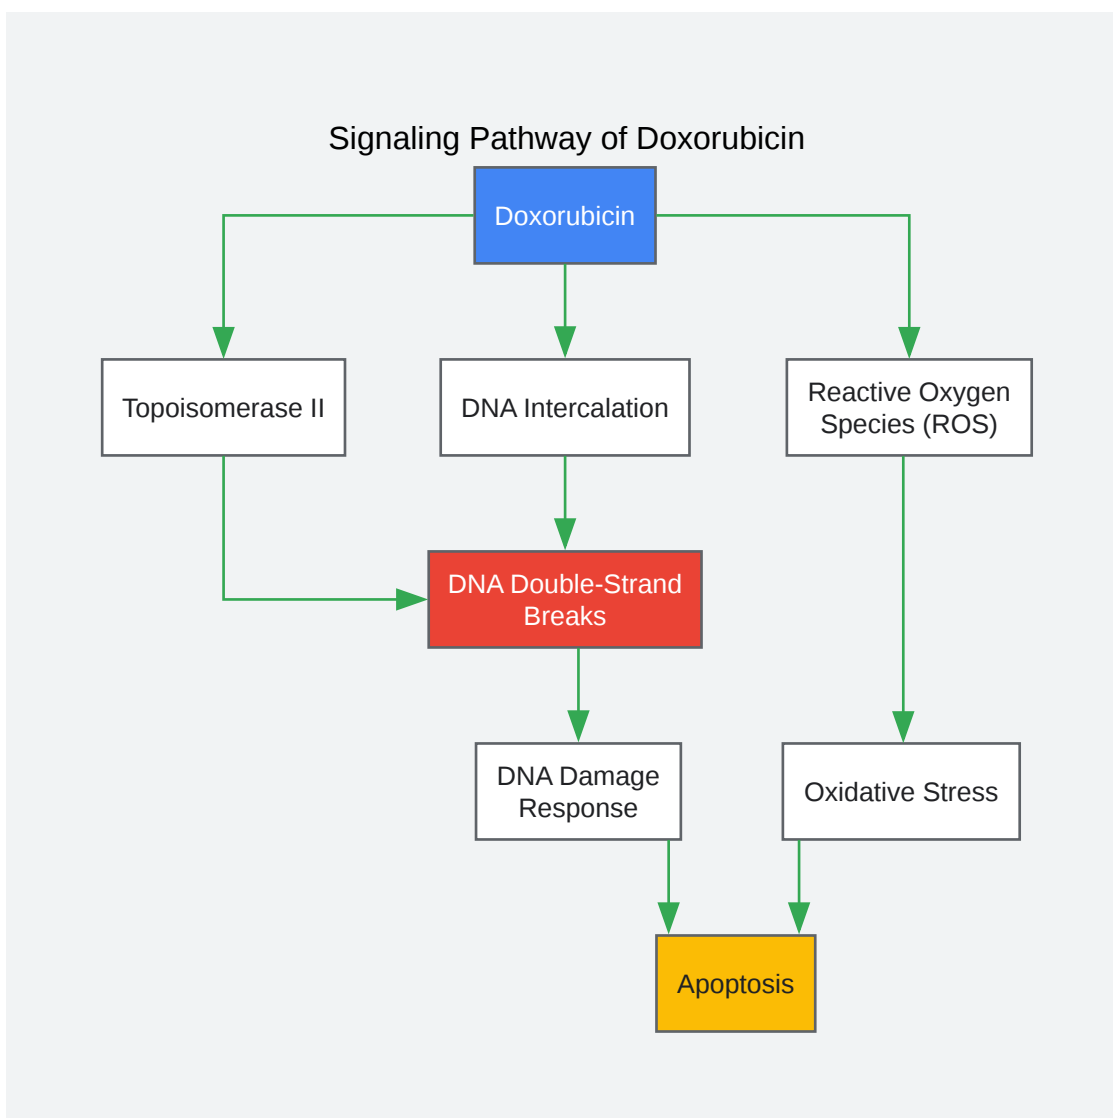 Signaling Pathway of Doxorubicin
Doxorubicin
Topoisomerase II
DNA Intercalation
Reactive Oxygen
Species (ROS)
DNA Double-Strand
Breaks
DNA Damage
Response
Oxidative Stress
Apoptosis